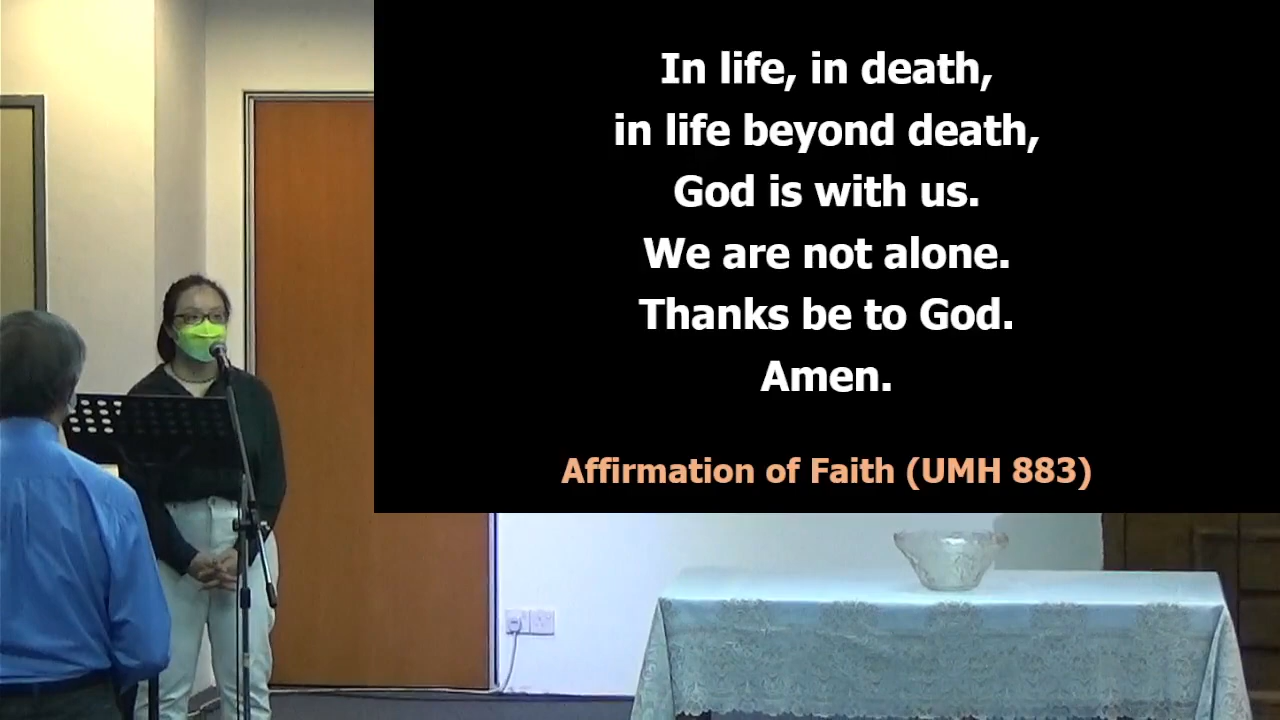 In life, in death,
in life beyond death,
God is with us.
We are not alone.
Thanks be to God.
Amen.
Affirmation of Faith (UMH 883)